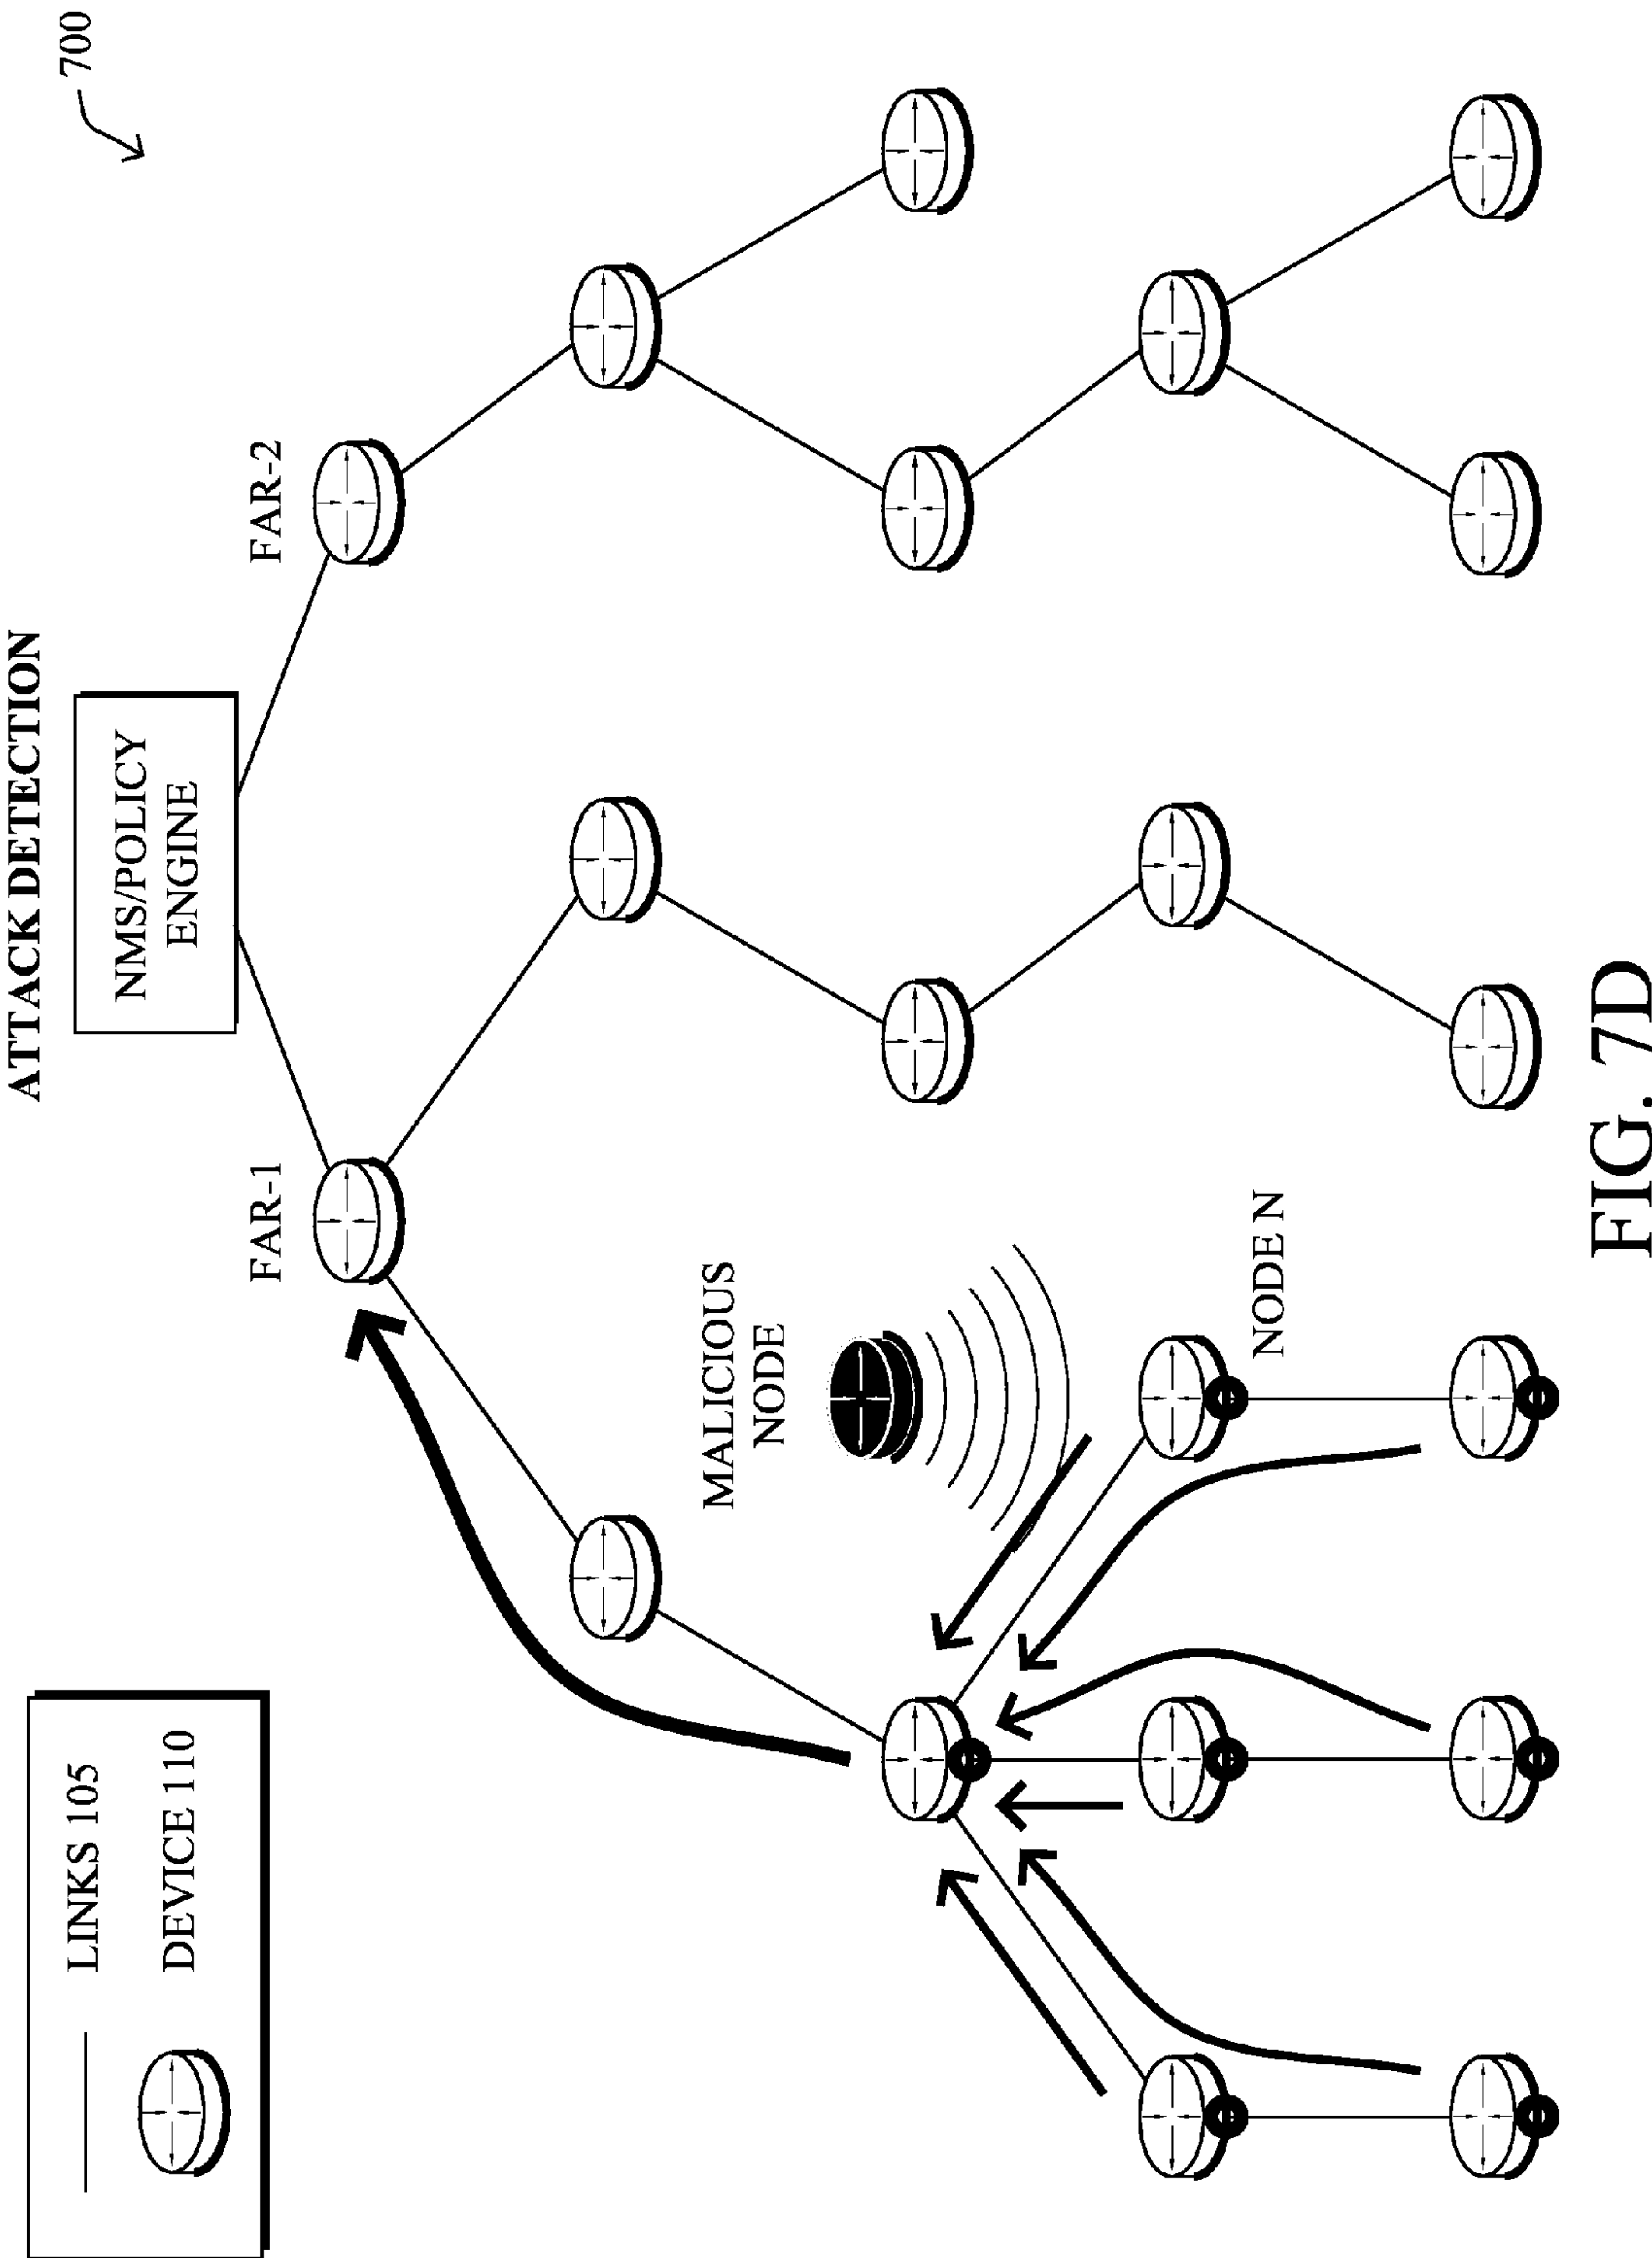 ATTACK DETECTION
700
LINKS 105
DEVICE 110
NMS/POLICY
ENGINE
FAR-1
FAR-2
MALICIOUS
NODE
NODE N
FIG. 7D